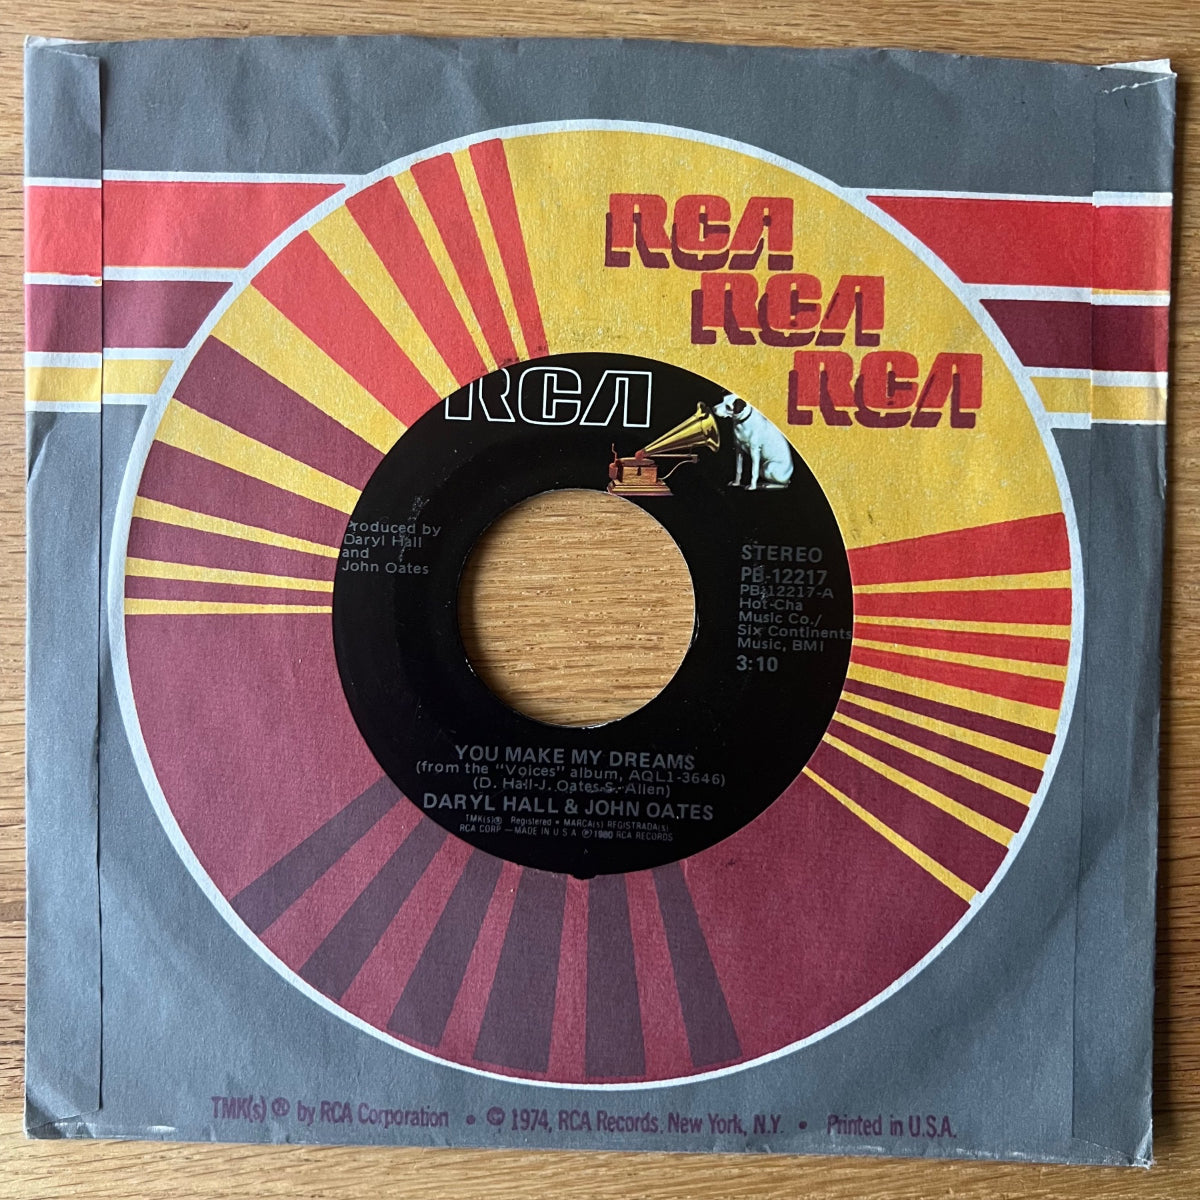 RCA
RCA
RCA
RCA
roduced by
Daryl Hall
and
John Oates
STEREO
PB-12217
PB-12217-A
Hot-Cha
Music Co./
Six Continents
Music, BMI
3:10
YOU MAKE MY DREAMS
(from the "Voices" album, AQL1-3646)
(D. Hall-J. Oates-S. Allen)
DARYL HALL & JOHN OATES
TMK(s)® Registered • MARCA(s) REGISTRADA(s)
RCA CORP. — MADE IN U S A ℗ 1980 RCA RECORDS
TMK(s) ® by RCA Corporation • © 1974, RCA Records, New York, N.Y. • Printed in U.S.A.